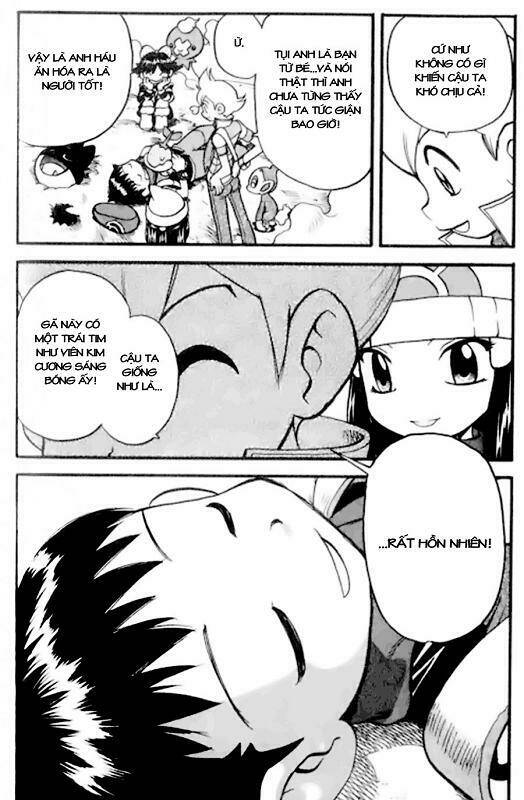 VẬY LÀ ANH HÁU
ĂN HÓA RA LÀ
NGƯỜI TỐT!
Ừ.
TỤI ANH LÀ BẠN
TỪ BÉ...VÀ NÓI
THẬT THÌ ANH
CHƯA TỪNG THẤY
CẬU TA TỨC GIẬN
BAO GIỜ!
CỨ NHƯ
KHÔNG CÓ GÌ
KHIẾN CẬU TA
KHÓ CHỊU CẢ!
GÃ NÀY CÓ
MỘT TRÁI TIM
NHƯ VIÊN KIM
CƯƠNG SÁNG
BÓNG ẤY!
CẬU TA
GIỐNG
NHƯ LÀ...
...RẤT HỒN NHIÊN!